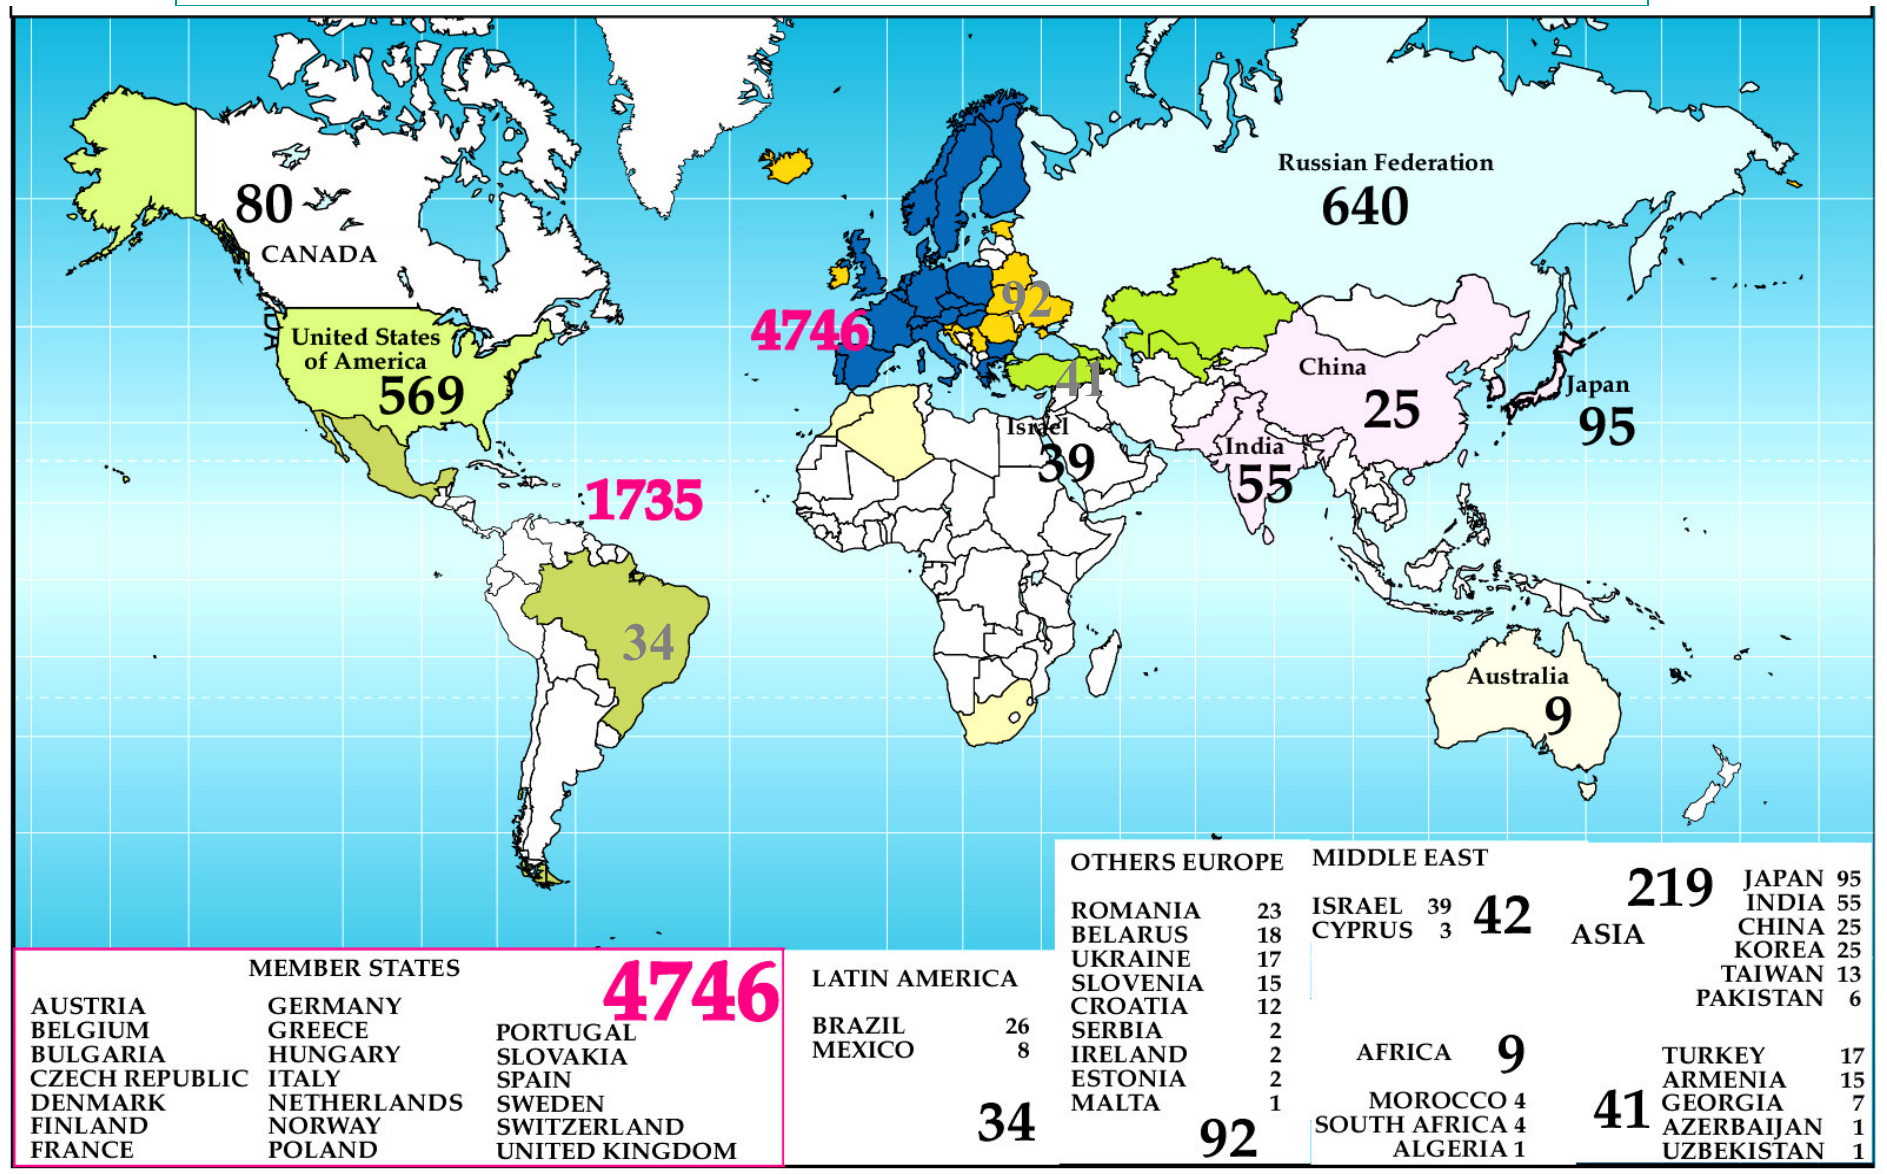 Russian Federation
640
80
CANADA
United States
of America
569
4746
92
41
China
25
Japan
95
Israel
39
India
55
1735
34
Australia
9
MEMBER STATES
4746
AUSTRIA
BELGIUM
BULGARIA
CZECH REPUBLIC
DENMARK
FINLAND
FRANCE
GERMANY
GREECE
HUNGARY
ITALY
NETHERLANDS
NORWAY
POLAND
PORTUGAL
SLOVAKIA
SPAIN
SWEDEN
SWITZERLAND
UNITED KINGDOM
LATIN AMERICA
BRAZIL 26
MEXICO 8
34
OTHERS EUROPE
ROMANIA 23
BELARUS 18
UKRAINE 17
SLOVENIA 15
CROATIA 12
SERBIA 2
IRELAND 2
ESTONIA 2
MALTA 1
92
MIDDLE EAST
ISRAEL 39
CYPRUS 3
42
AFRICA 9
MOROCCO 4
SOUTH AFRICA 4
ALGERIA 1
219
ASIA
JAPAN 95
INDIA 55
CHINA 25
KOREA 25
TAIWAN 13
PAKISTAN 6
41
TURKEY 17
ARMENIA 15
GEORGIA 7
AZERBAIJAN 1
UZBEKISTAN 1